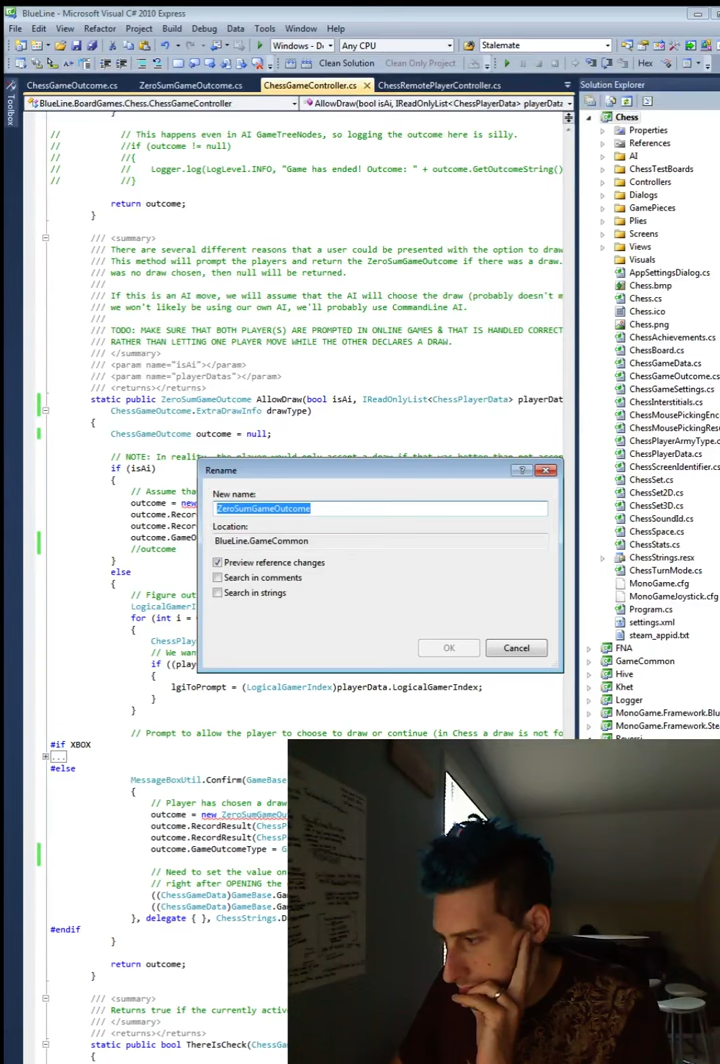 BlueLine - Microsoft Visual C# 2010 Express
File Edit View Refactor Project Build Debug Data Tools Window Help
Windows - D Any CPU Stalemate
Clean Solution Clean Only Project Hex
ChessGameOutcome.cs ZeroSumGameOutcome.cs ChessGameController.cs ChessRemotePlayerController.cs
BlueLine.BoardGames.Chess.ChessGameController AllowDraw(bool isAi, IReadOnlyList<ChessPlayerData> playerDat
Toolbox
}
// // This happens even in AI GameTreeNodes, so logging the outcome here is silly.
// //if (outcome != null)
// //{
// // Logger.log(LogLevel.INFO, "Game has ended! Outcome: " + outcome.GetOutcomeString()
// //}
return outcome;
}
/// <summary>
/// There are several different reasons that a user could be presented with the option to draw
/// This method will prompt the players and return the ZeroSumGameOutcome if there was a draw.
/// was no draw chosen, then null will be returned.
///
/// If this is an AI move, we will assume that the AI will choose the draw (probably doesn't m
/// we won't likely be using our own AI, we'll probably use CommandLine AI.
///
/// TODO: MAKE SURE THAT BOTH PLAYER(S) ARE PROMPTED IN ONLINE GAMES & THAT IS HANDLED CORRECT
/// RATHER THAN LETTING ONE PLAYER MOVE WHILE THE OTHER DECLARES A DRAW.
/// </summary>
/// <param name="isAi"></param>
/// <param name="playerDatas"></param>
/// <returns></returns>
static public ZeroSumGameOutcome AllowDraw(bool isAi, IReadOnlyList<ChessPlayerData> playerDat
ChessGameOutcome.ExtraDrawInfo drawType)
{
ChessGameOutcome outcome = null;
// NOTE: In reality,
if (isAi)
{
// Assume tha
outcome = new
outcome.Recor
outcome.Recor
outcome.GameO
//outcome
}
else
{
// Figure out
LogicalGamerI
for (int i =
{
ChessPlay
// We wan
if ((playe
{
lgiToPrompt = (LogicalGamerIndex)playerData.LogicalGamerIndex;
}
}
// Prompt to allow the player to choose to draw or continue (in Chess a draw is not fo
#if XBOX
...
#else
MessageBoxUtil.Confirm(GameBase
{
// Player has chosen a draw
outcome = new ZeroSumGameOu
outcome.RecordResult(ChessP
outcome.RecordResult(ChessP
outcome.GameOutcomeType = G
// Need to set the value on
// right after OPENING the
((ChessGameData)GameBase.Ga
((ChessGameData)GameBase.Ga
}, delegate { }, ChessStrings.D
#endif
}
return outcome;
}
/// <summary>
/// Returns true if the currently activ
/// </summary>
/// <returns></returns>
static public bool ThereIsCheck(ChessG
{
Rename
New name:
ZeroSumGameOutcome
Location:
BlueLine.GameCommon
Preview reference changes
Search in comments
Search in strings
OK Cancel
Solution Explorer
Chess
Properties
References
AI
ChessTestBoards
Controllers
Dialogs
GamePieces
Plies
Screens
Views
Visuals
AppSettingsDialog.cs
Chess.bmp
Chess.cs
Chess.ico
Chess.png
ChessAchievements.cs
ChessBoard.cs
ChessGameData.cs
ChessGameOutcome.cs
ChessGameSettings.cs
ChessInterstitials.cs
ChessMousePickingEnc
ChessMousePickingResu
ChessPlayerArmyType.c
ChessPlayerData.cs
ChessScreenIdentifier.c
ChessSet.cs
ChessSet2D.cs
ChessSet3D.cs
ChessSoundId.cs
ChessSpace.cs
ChessStats.cs
ChessStrings.resx
ChessTurnMode.cs
MonoGame.cfg
MonoGameJoystick.cfg
Program.cs
settings.xml
steam_appid.txt
FNA
GameCommon
Hive
Khet
Logger
MonoGame.Framework.Blu
MonoGame.Framework.Ste